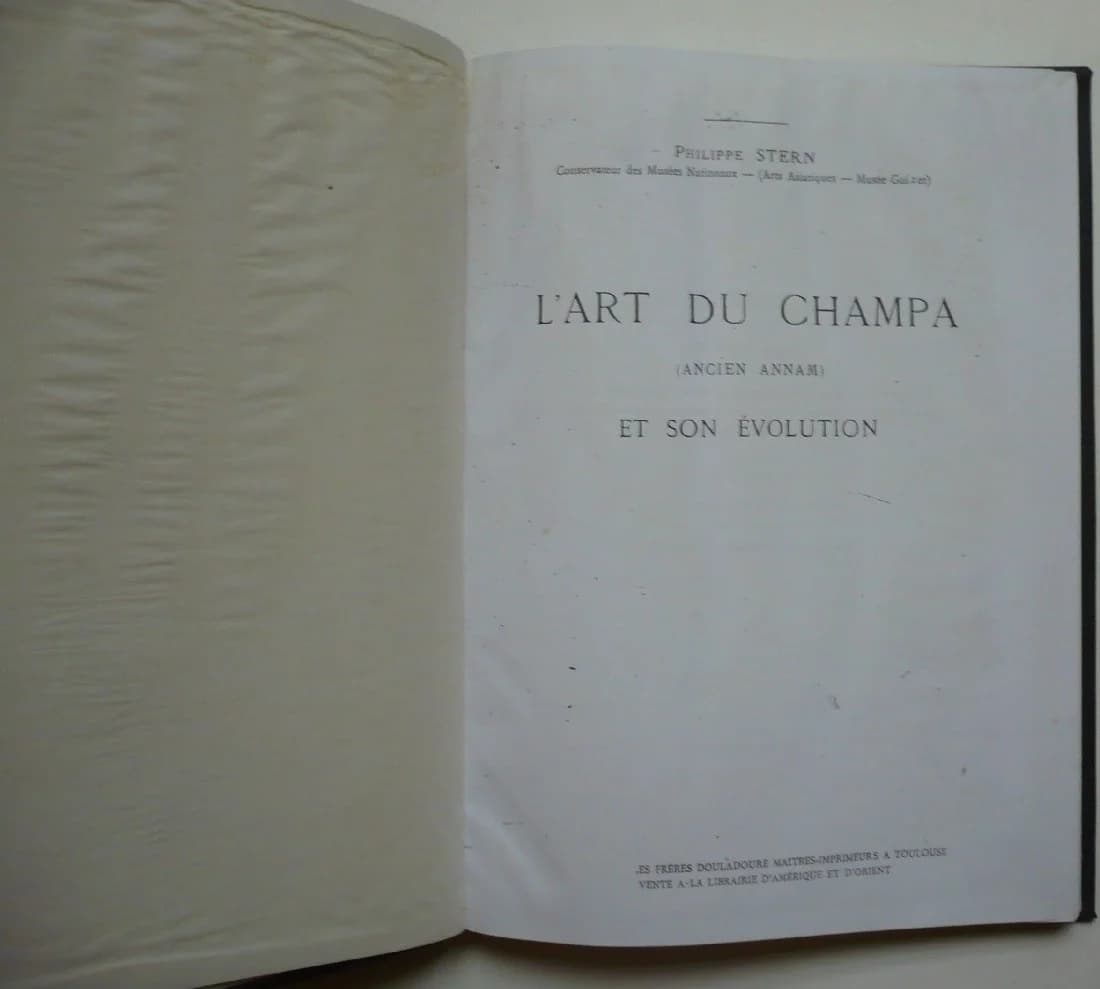 PHILIPPE STERN
Conservateur des Musées Nationaux — (Arts Asiatiques — Musée Guimet)
L'ART DU CHAMPA
(ANCIEN ANNAM)
ET SON ÉVOLUTION
ES FRÈRES DOULADOURE MAITRES-IMPRIMEURS A TOULOUSE
VENTE A LA LIBRAIRIE D'AMÉRIQUE ET D'ORIENT